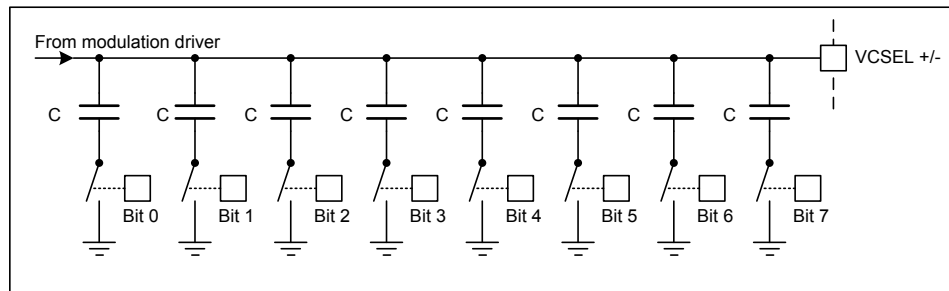 From modulation driver
VCSEL +/-
C C C C C C C C
Bit 0 Bit 1 Bit 2 Bit 3 Bit 4 Bit 5 Bit 6 Bit 7